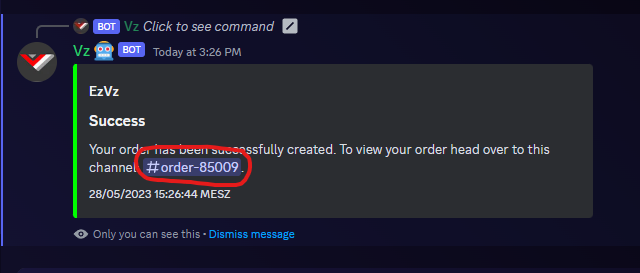 BOT Vz Click to see command
Vz BOT Today at 3:26 PM
EzVz
Success
Your order has been successfully created. To view your order head over to this
channel #order-85009.
28/05/2023 15:26:44 MESZ
Only you can see this • Dismiss message